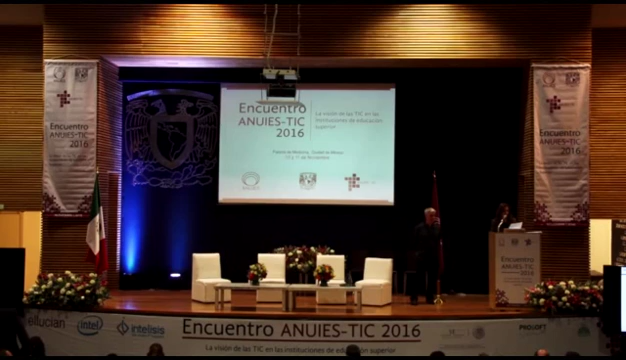 Encuentro
ANUIES-TIC
2016
La visión de las TIC en las
instituciones de educación
superior
Encuentro
ANUIES-TIC
2016
Encuentro
ANUIES-TIC
2016
Encuentro
ANUIES-TIC
2016
ellucian
intel
intelisis
Encuentro ANUIES-TIC 2016
PROSOFT
La visión de las TIC en las instituciones de educación superior